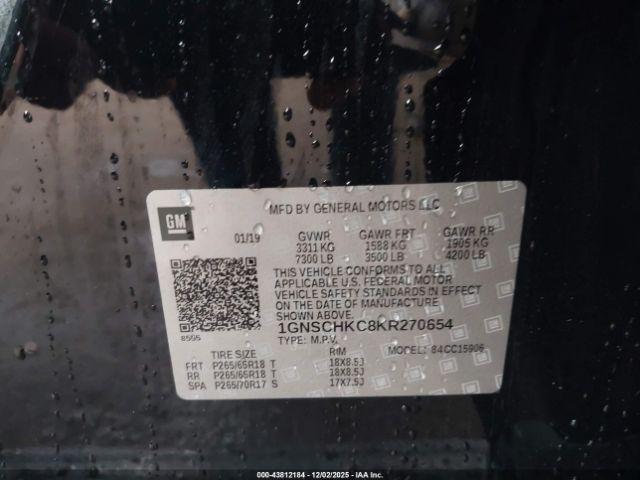 MFD BY GENERAL MOTORS LLC
GM
01/19 GVWR GAWR FRT GAWR RR
3311 KG 1588 KG 1905 KG
7300 LB 3500 LB 4200 LB
THIS VEHICLE CONFORMS TO ALL
APPLICABLE U.S. FEDERAL MOTOR
VEHICLE SAFETY STANDARDS IN EFFECT
ON THE DATE OF MANUFACTURE
SHOWN ABOVE.
1GNSCHKC8KR270654
8555 TYPE: M.P.V. MODEL: 84CC15906
TIRE SIZE RIM
FRT P265/65R18 T 18X8.5J
RR P265/65R18 T 18X8.5J
SPA P265/70R17 S 17X7.5J
00-43812184 - 12/02/2025 - IAA Inc.